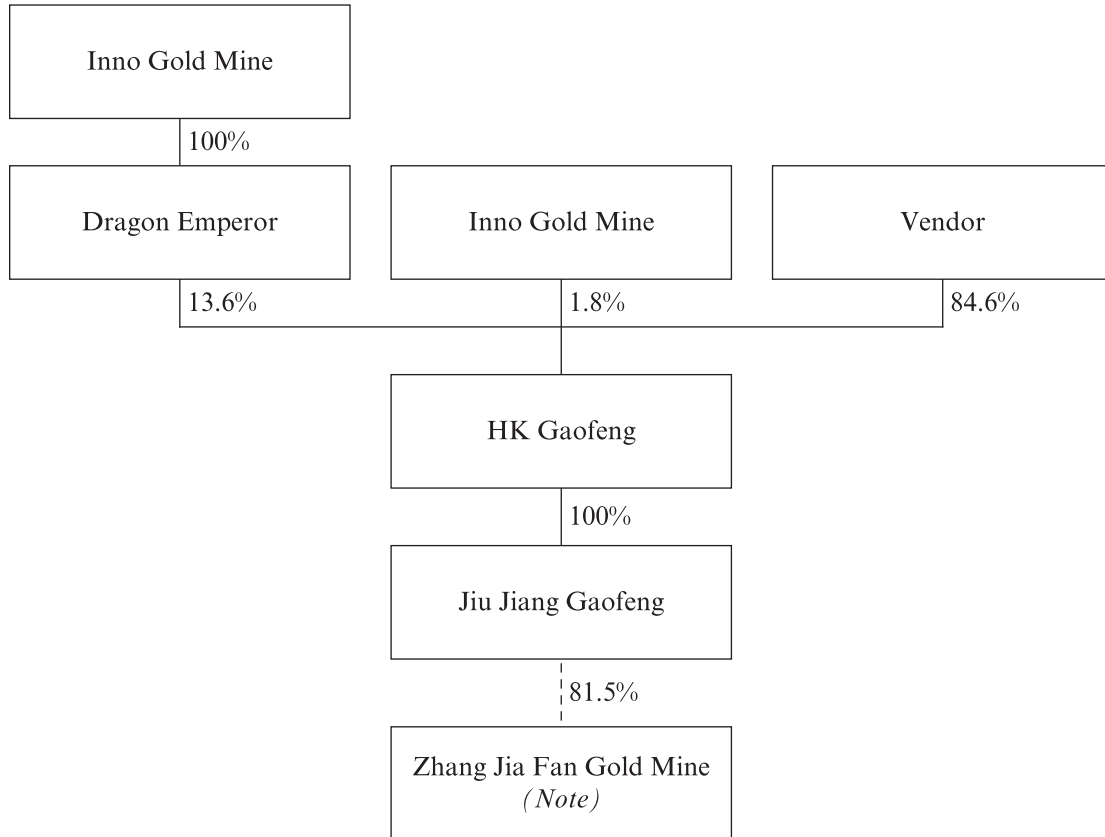 Inno Gold Mine
100%
Dragon Emperor
Inno Gold Mine
Vendor
13.6%
1.8%
84.6%
HK Gaofeng
100%
Jiu Jiang Gaofeng
81.5%
Zhang Jia Fan Gold Mine
(Note)